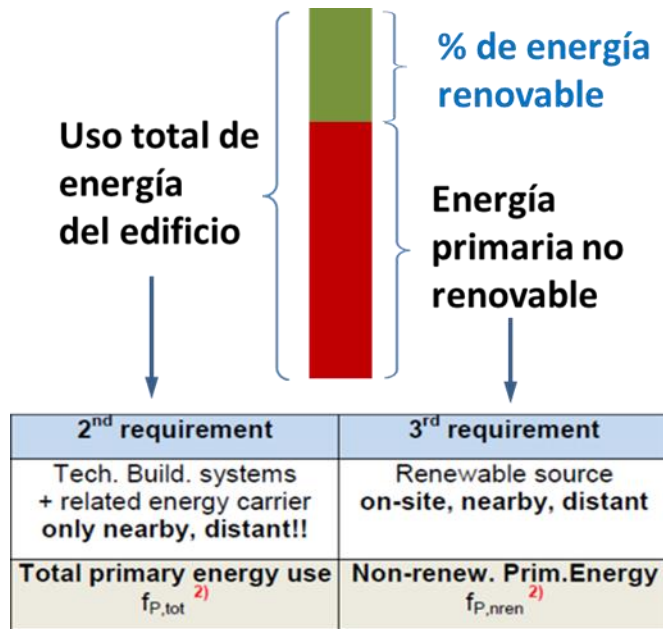 % de energía
renovable
Uso total de
energía
del edificio
Energía
primaria no
renovable
2nd requirement
3rd requirement
Tech. Build. systems
+ related energy carrier
only nearby, distant!!
Renewable source
on-site, nearby, distant
Total primary energy use
fP,tot 2)
Non-renew. Prim.Energy
fP,nren 2)